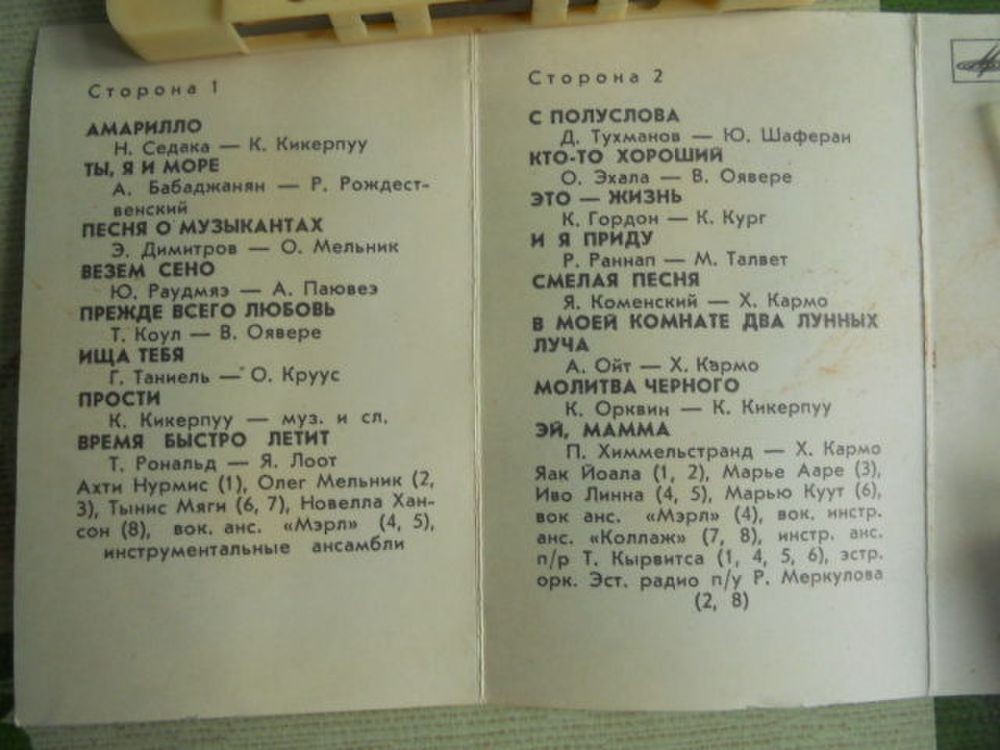 Сторона 1
АМАРИЛЛО
Н. Седака — К. Кикерпуу
ТЫ, Я И МОРЕ
А. Бабаджанян — Р. Рождест-
венский
ПЕСНЯ О МУЗЫКАНТАХ
Э. Димитров — О. Мельник
ВЕЗЕМ СЕНО
Ю. Раудмяэ — А. Паювеэ
ПРЕЖДЕ ВСЕГО ЛЮБОВЬ
Т. Коул — В. Оявере
ИЩА ТЕБЯ
Г. Таниель — О. Круус
ПРОСТИ
К. Кикерпуу — муз. и сл.
ВРЕМЯ БЫСТРО ЛЕТИТ
Т. Рональд — Я. Лоот
Ахти Нурмис (1), Олег Мельник (2,
3), Тынис Мяги (6, 7), Новелла Хан-
сон (8), вок. анс. «Мэрл» (4, 5),
инструментальные ансамбли
Сторона 2
С ПОЛУСЛОВА
Д. Тухманов — Ю. Шаферан
КТО-ТО ХОРОШИЙ
О. Эхала — В. Оявере
ЭТО — ЖИЗНЬ
К. Гордон — К. Кург
И Я ПРИДУ
Р. Раннап — М. Талвет
СМЕЛАЯ ПЕСНЯ
Я. Коменский — Х. Кармо
В МОЕЙ КОМНАТЕ ДВА ЛУННЫХ
ЛУЧА
А. Ойт — Х. Кармо
МОЛИТВА ЧЕРНОГО
К. Орквин — К. Кикерпуу
ЭЙ, МАММА
П. Химмельстранд — Х. Кармо
Яак Йоала (1, 2), Марье Ааре (3),
Иво Линна (4, 5), Марью Куут (6),
вок анс. «Мэрл» (4), вок. инстр.
анс. «Коллаж» (7, 8), инстр. анс.
п/р Т. Кырвитса (1, 4, 5, 6), эстр.
орк. Эст. радио п/у Р. Меркулова
(2, 8)